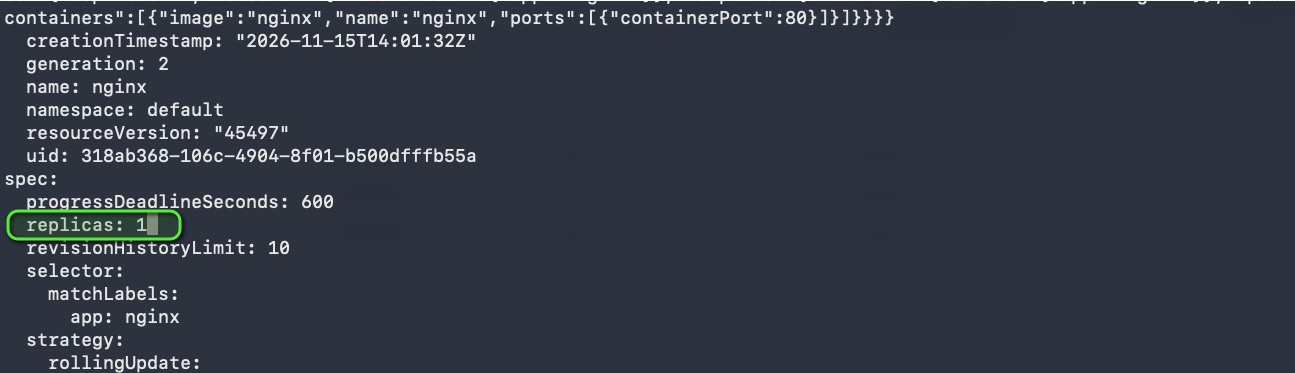 containers":[{"image":"nginx","name":"nginx","ports":[{"containerPort":80}]}]}}}}
  creationTimestamp: "2026-11-15T14:01:32Z"
  generation: 2
  name: nginx
  namespace: default
  resourceVersion: "45497"
  uid: 318ab368-106c-4904-8f01-b500dfffb55a
spec:
  progressDeadlineSeconds: 600
  replicas: 1
  revisionHistoryLimit: 10
  selector:
    matchLabels:
      app: nginx
  strategy:
    rollingUpdate: